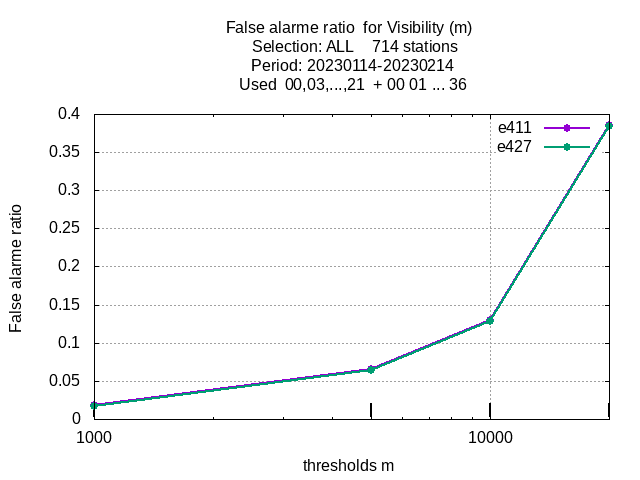 False alarme ratio  for Visibility (m)
Selection: ALL    714 stations
Period: 20230114-20230214
Used  00,03,...,21  + 00 01 ... 36
e411
e427
0.4
0.35
0.3
0.25
0.2
0.15
0.1
0.05
0
False alarme ratio
1000
10000
thresholds m